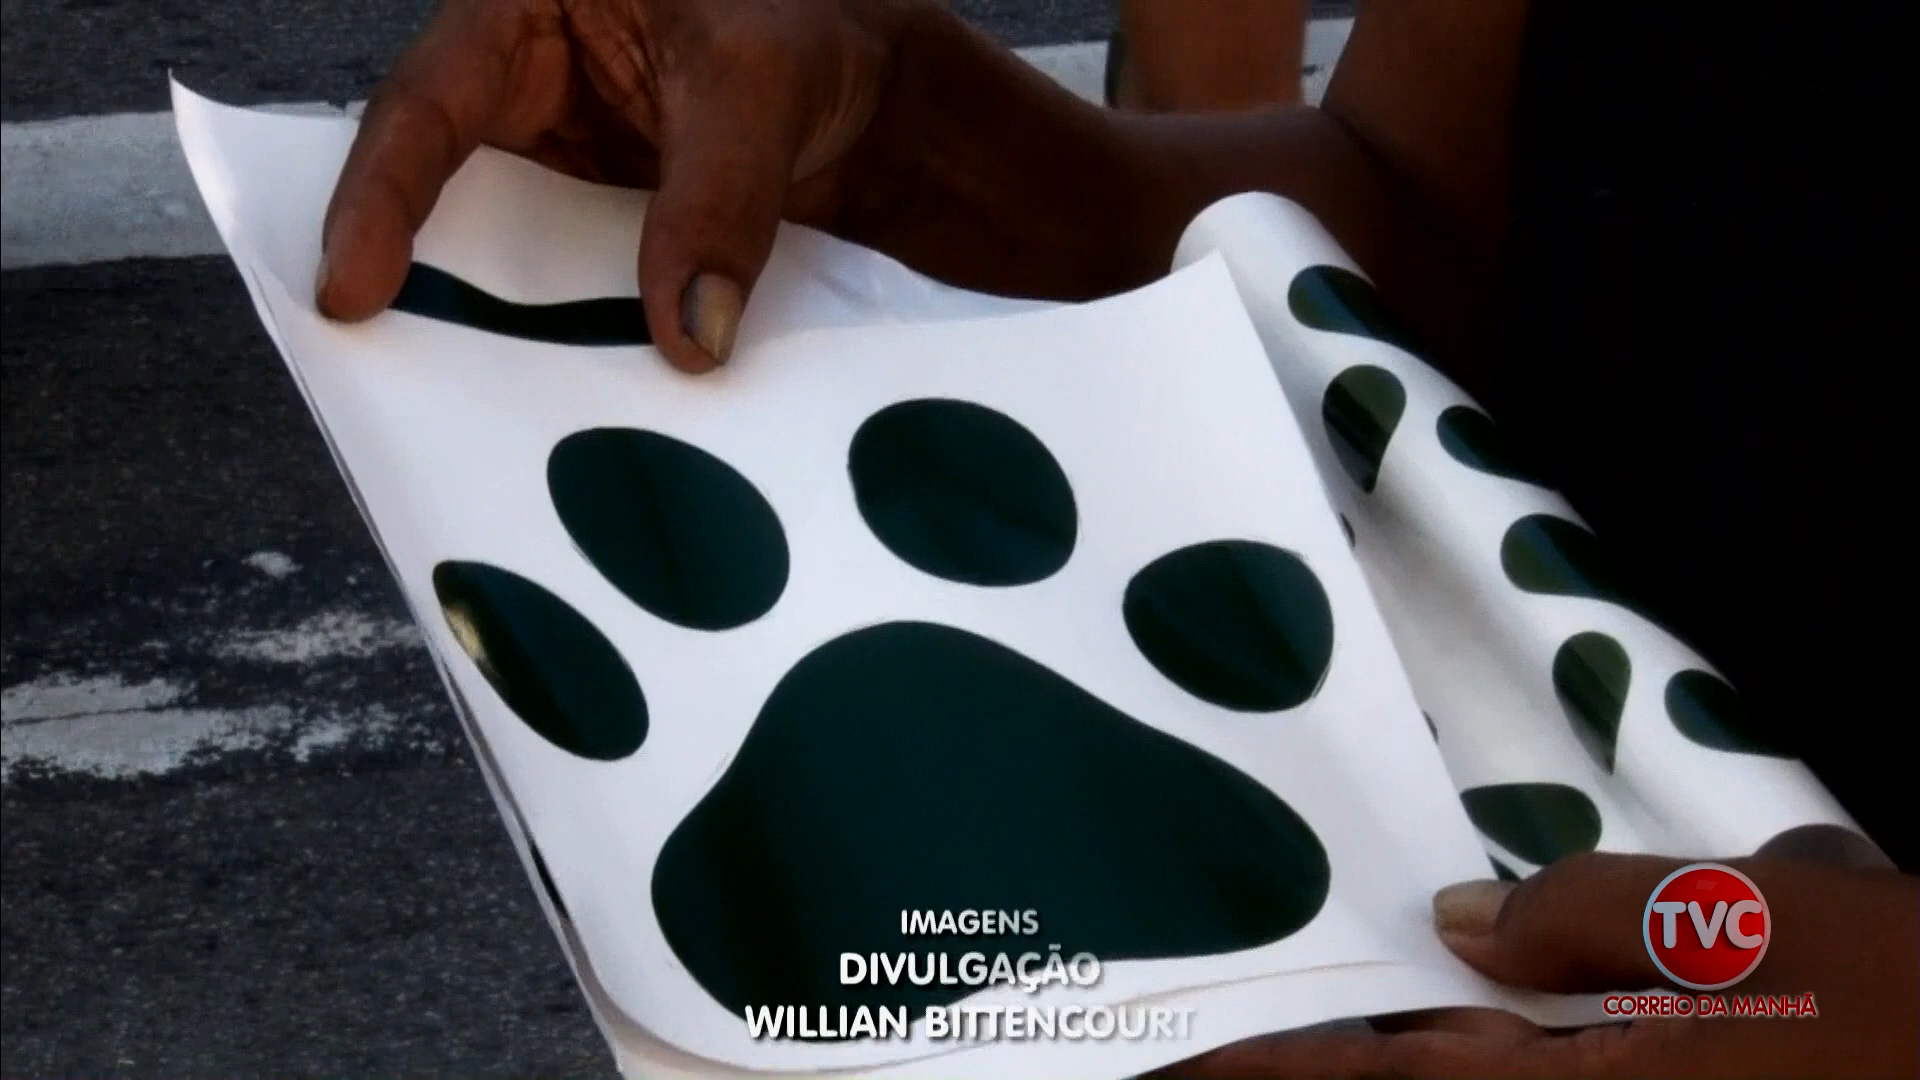 IMAGENS
DIVULGAÇÃO
WILLIAN BITTENCOURT
TVC
CORREIO DA MANHÃ